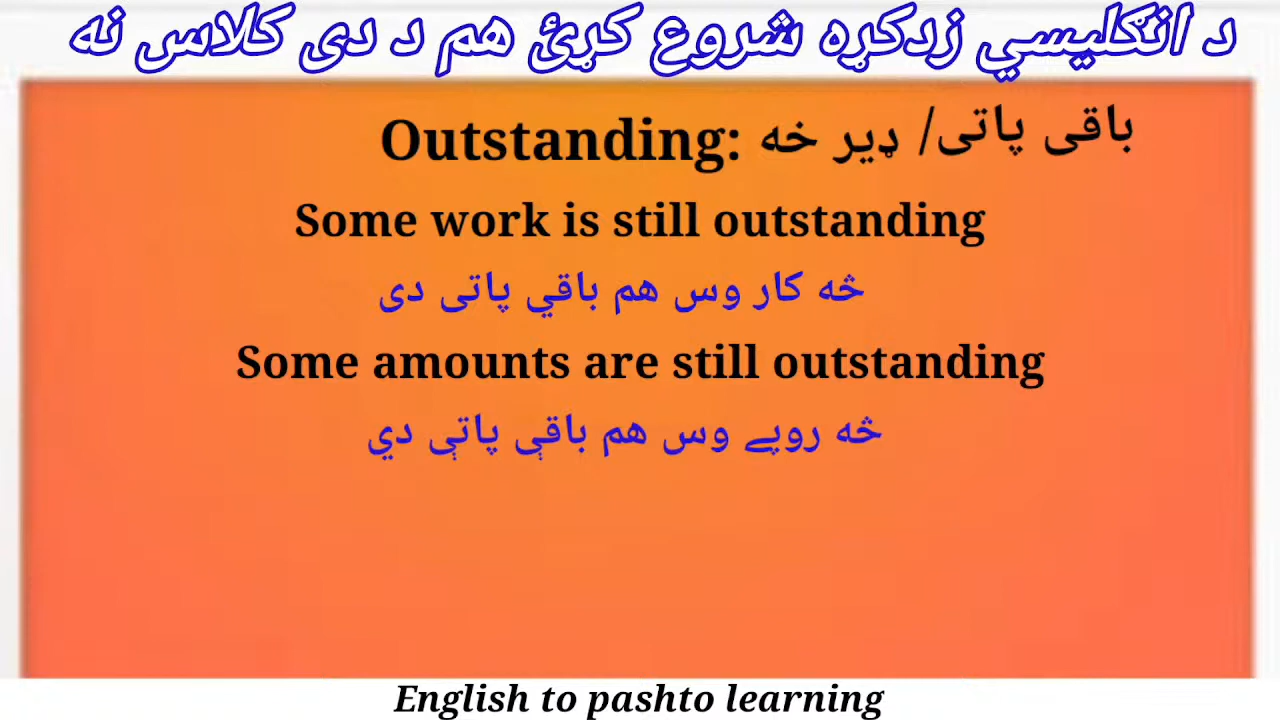 د انګلیسي زدکړه شروع کړئ هم د دی کلاس نه
Outstanding: باقی پاتی/ ډیر خه
Some work is still outstanding
څه کار وس هم باقي پاتی دی
Some amounts are still outstanding
څه روپے وس هم باقې پاتې دي
English to pashto learning